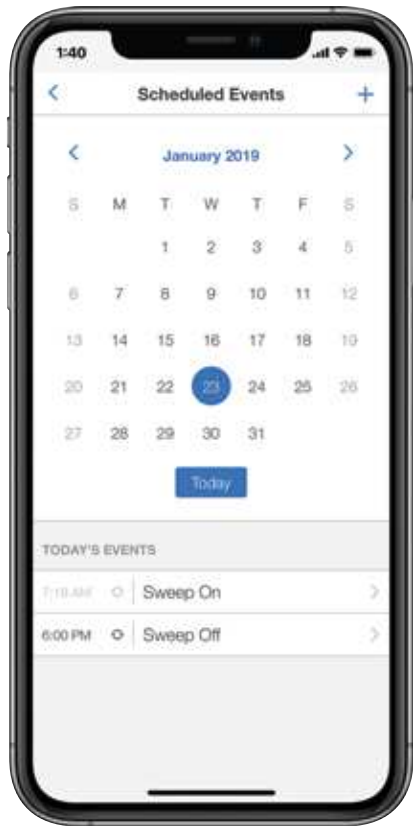 1:40
Scheduled Events
January 2019
S M T W T F S
1 2 3 4 5
6 7 8 9 10 11 12
13 14 15 16 17 18 19
20 21 22 23 24 25 26
27 28 29 30 31
Today
TODAY'S EVENTS
AM Sweep On
6:00 PM Sweep Off